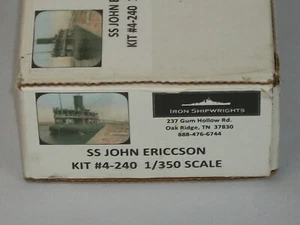 SS JOHN E
KIT #4-240 1
IRON SHIPWRIGHTS
237 Gum Hollow Rd.
Oak Ridge, TN 37830
888-476-6744
SS JOHN ERICCSON
KIT #4-240 1/350 SCALE